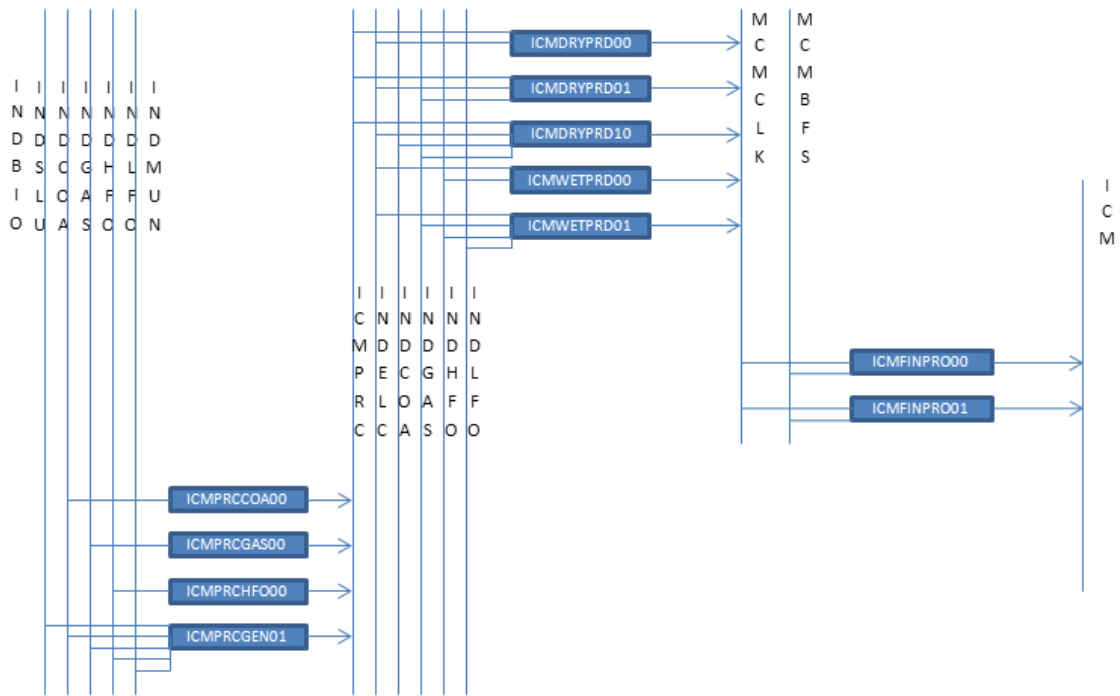 INDBIO
INDSLU
INDCOA
INDGAS
INDHFO
INDLFO
INDMUN
ICMPRCCOA00
ICMPRCGAS00
ICMPRCHFO00
ICMPRCGEN01
ICMPRC
INDELC
INDCOA
INDGAS
INDHFO
INDLFO
ICMDRYPRD00
ICMDRYPRD01
ICMDRYPRD10
ICMWETPRD00
ICMWETPRD01
MCMCLK
MCMBFS
ICMFINPRO00
ICMFINPRO01
ICM